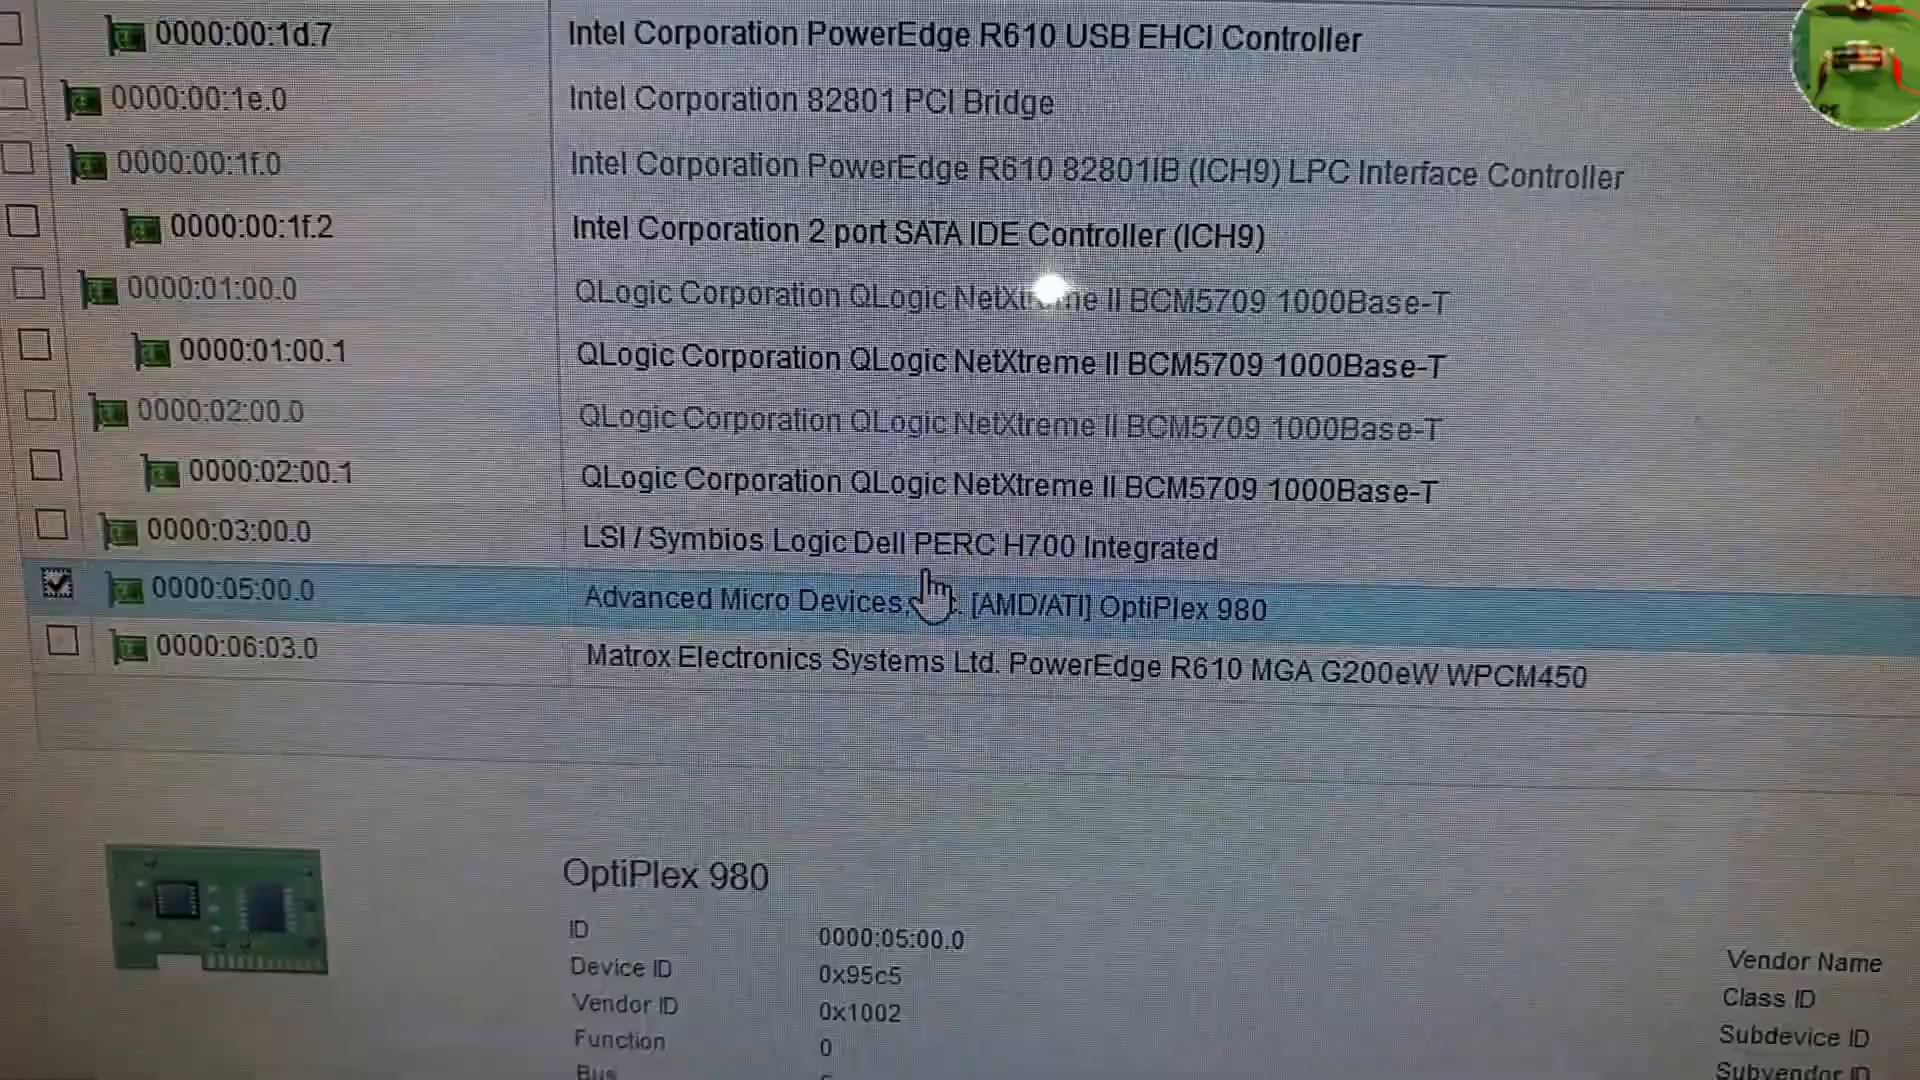 0000:00:1d.7 Intel Corporation PowerEdge R610 USB EHCI Controller
0000:00:1e.0 Intel Corporation 82801 PCI Bridge
0000:00:1f.0 Intel Corporation PowerEdge R610 82801IB (ICH9) LPC Interface Controller
0000:00:1f.2 Intel Corporation 2 port SATA IDE Controller (ICH9)
0000:01:00.0 QLogic Corporation QLogic II BCM5709 1000Base-T
0000:01:00.1 QLogic Corporation QLogic NetXtreme II BCM5709 1000Base-T
0000:02:00.0 QLogic Corporation QLogic NetXtreme II BCM5709 1000Base-T
0000:02:00.1 QLogic Corporation QLogic NetXtreme II BCM5709 1000Base-T
0000:03:00.0 LSI / Symbios Logic Dell PERC H700 Integrated
0000:05:00.0 Advanced Micro Devices, [AMD/ATI] OptiPlex 980
0000:06:03.0 Matrox Electronics Systems Ltd. PowerEdge R610 MGA G200eW WPCM450
OptiPlex 980
ID 0000:05:00.0
Device ID 0x95c5 Vendor Name
Vendor ID 0x1002 Class ID
Function 0 Subdevice ID
Bus Subvendor ID